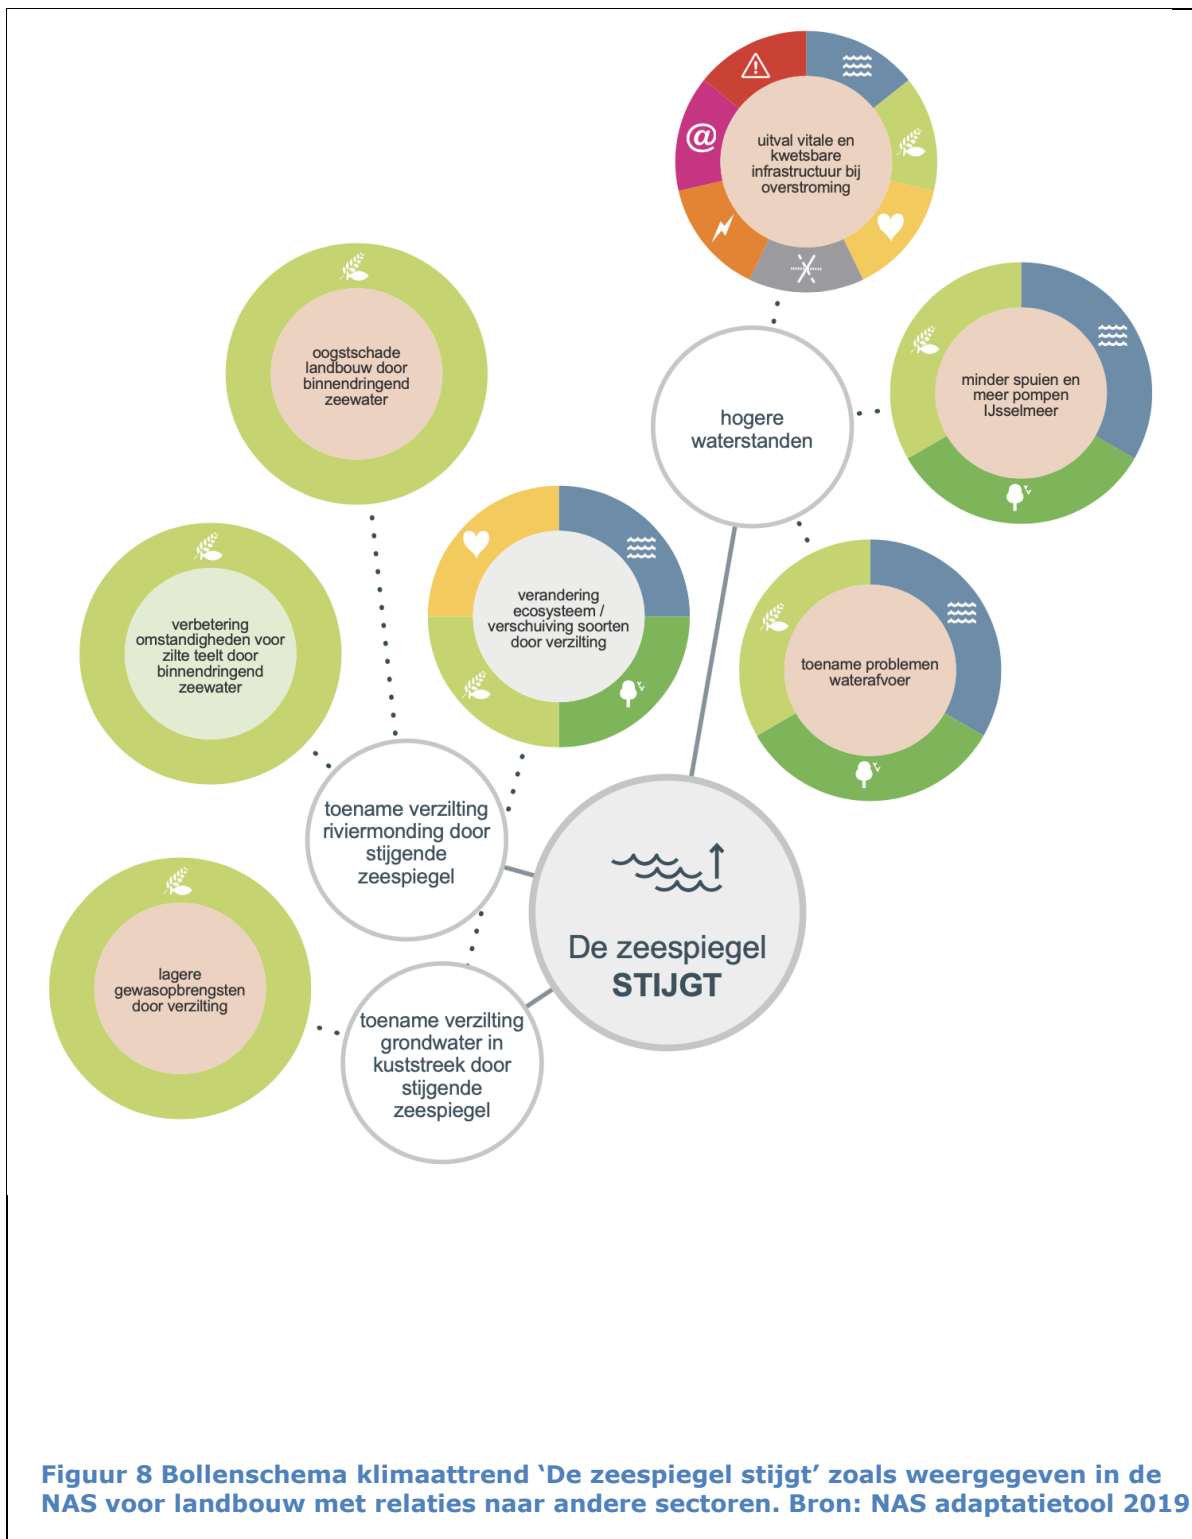 uitval vitale en
kwetsbare
infrastructuur bij
overstroming
@
oogstschade
landbouw door
binnendringend
zeewater
hogere
waterstanden
minder spuien en
meer pompen
IJsselmeer
verbetering
omstandigheden voor
zilte teelt door
binnendringend
zeewater
verandering
ecosysteem /
verschuiving soorten
door verzilting
toename problemen
waterafvoer
toename verzilting
riviermonding door
stijgende
zeespiegel
De zeespiegel
STIJGT
lagere
gewasopbrengsten
door verzilting
toename verzilting
grondwater in
kuststreek door
stijgende
zeespiegel
Figuur 8 Bollenschema klimaattrend ‘De zeespiegel stijgt’ zoals weergegeven in de
NAS voor landbouw met relaties naar andere sectoren. Bron: NAS adaptatietool 2019